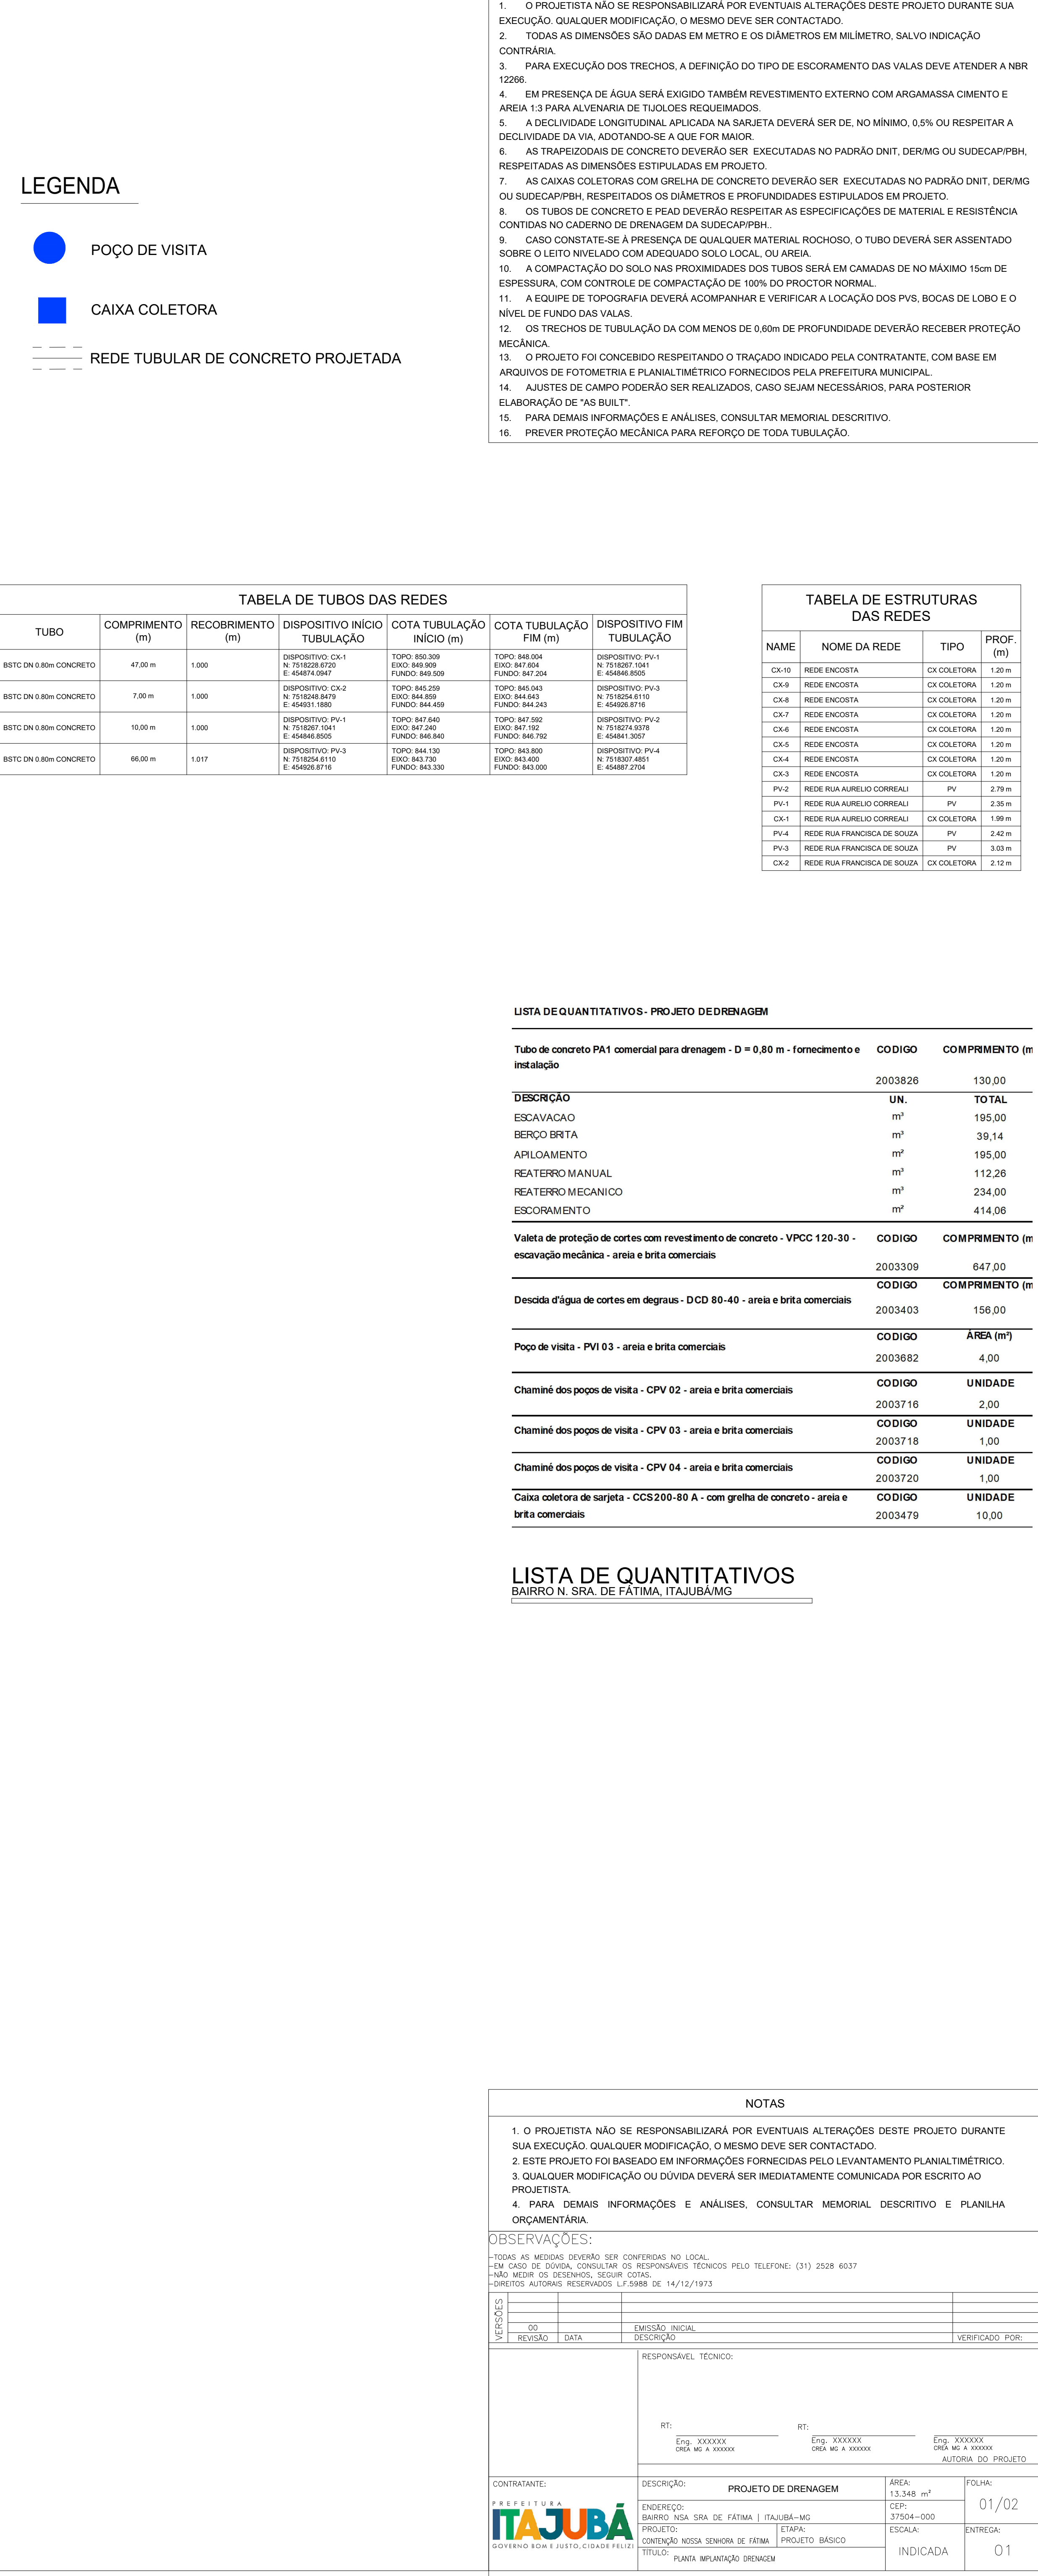 1. O PROJETISTA NÃO SE RESPONSABILIZARÁ POR EVENTUAIS ALTERAÇÕES DESTE PROJETO DURANTE SUA
EXECUÇÃO. QUALQUER MODIFICAÇÃO, O MESMO DEVE SER CONTACTADO.
2. TODAS AS DIMENSÕES SÃO DADAS EM METRO E OS DIÂMETROS EM MILÍMETRO, SALVO INDICAÇÃO
CONTRÁRIA.
3. PARA EXECUÇÃO DOS TRECHOS, A DEFINIÇÃO DO TIPO DE ESCORAMENTO DAS VALAS DEVE ATENDER A NBR
12266.
4. EM PRESENÇA DE ÁGUA SERÁ EXIGIDO TAMBÉM REVESTIMENTO EXTERNO COM ARGAMASSA CIMENTO E
AREIA 1:3 PARA ALVENARIA DE TIJOLOES REQUEIMADOS.
5. A DECLIVIDADE LONGITUDINAL APLICADA NA SARJETA DEVERÁ SER DE, NO MÍNIMO, 0,5% OU RESPEITAR A
DECLIVIDADE DA VIA, ADOTANDO-SE A QUE FOR MAIOR.
6. AS TRAPEIZODAIS DE CONCRETO DEVERÃO SER EXECUTADAS NO PADRÃO DNIT, DER/MG OU SUDECAP/PBH,
RESPEITADAS AS DIMENSÕES ESTIPULADAS EM PROJETO.
7. AS CAIXAS COLETORAS COM GRELHA DE CONCRETO DEVERÃO SER EXECUTADAS NO PADRÃO DNIT, DER/MG
OU SUDECAP/PBH, RESPEITADOS OS DIÂMETROS E PROFUNDIDADES ESTIPULADOS EM PROJETO.
8. OS TUBOS DE CONCRETO E PEAD DEVERÃO RESPEITAR AS ESPECIFICAÇÕES DE MATERIAL E RESISTÊNCIA
CONTIDAS NO CADERNO DE DRENAGEM DA SUDECAP/PBH..
9. CASO CONSTATE-SE À PRESENÇA DE QUALQUER MATERIAL ROCHOSO, O TUBO DEVERÁ SER ASSENTADO
SOBRE O LEITO NIVELADO COM ADEQUADO SOLO LOCAL, OU AREIA.
10. A COMPACTAÇÃO DO SOLO NAS PROXIMIDADES DOS TUBOS SERÁ EM CAMADAS DE NO MÁXIMO 15cm DE
ESPESSURA, COM CONTROLE DE COMPACTAÇÃO DE 100% DO PROCTOR NORMAL.
11. A EQUIPE DE TOPOGRAFIA DEVERÁ ACOMPANHAR E VERIFICAR A LOCAÇÃO DOS PVS, BOCAS DE LOBO E O
NÍVEL DE FUNDO DAS VALAS.
12. OS TRECHOS DE TUBULAÇÃO DA COM MENOS DE 0,60m DE PROFUNDIDADE DEVERÃO RECEBER PROTEÇÃO
MECÂNICA.
13. O PROJETO FOI CONCEBIDO RESPEITANDO O TRAÇADO INDICADO PELA CONTRATANTE, COM BASE EM
ARQUIVOS DE FOTOMETRIA E PLANIALTIMÉTRICO FORNECIDOS PELA PREFEITURA MUNICIPAL.
14. AJUSTES DE CAMPO PODERÃO SER REALIZADOS, CASO SEJAM NECESSÁRIOS, PARA POSTERIOR
ELABORAÇÃO DE "AS BUILT".
15. PARA DEMAIS INFORMAÇÕES E ANÁLISES, CONSULTAR MEMORIAL DESCRITIVO.
16. PREVER PROTEÇÃO MECÂNICA PARA REFORÇO DE TODA TUBULAÇÃO.
LEGENDA
POÇO DE VISITA
CAIXA COLETORA
REDE TUBULAR DE CONCRETO PROJETADA
TABELA DE TUBOS DAS REDES
TUBO COMPRIMENTO (m) RECOBRIMENTO (m) DISPOSITIVO INÍCIO TUBULAÇÃO COTA TUBULAÇÃO INÍCIO (m) COTA TUBULAÇÃO FIM (m) DISPOSITIVO FIM TUBULAÇÃO
DISPOSITIVO: CX-1 TOPO: 850.309 TOPO: 848.004 DISPOSITIVO: PV-1
BSTC DN 0.80m CONCRETO 47,00 m 1.000 N: 7518228.6720 EIXO: 849.909 EIXO: 847.604 N: 7518267.1041
E: 454874.0947 FUNDO: 849.509 FUNDO: 847.204 E: 454846.8505
DISPOSITIVO: CX-2 TOPO: 845.259 TOPO: 845.043 DISPOSITIVO: PV-3
BSTC DN 0.80m CONCRETO 7,00 m 1.000 N: 7518248.8479 EIXO: 844.859 EIXO: 844.643 N: 7518254.6110
E: 454931.1880 FUNDO: 844.459 FUNDO: 844.243 E: 454926.8716
DISPOSITIVO: PV-1 TOPO: 847.640 TOPO: 847.592 DISPOSITIVO: PV-2
BSTC DN 0.80m CONCRETO 10,00 m 1.000 N: 7518267.1041 EIXO: 847.240 EIXO: 847.192 N: 7518274.9378
E: 454846.8505 FUNDO: 846.840 FUNDO: 846.792 E: 454841.3057
DISPOSITIVO: PV-3 TOPO: 844.130 TOPO: 843.800 DISPOSITIVO: PV-4
BSTC DN 0.80m CONCRETO 66,00 m 1.017 N: 7518254.6110 EIXO: 843.730 EIXO: 843.400 N: 7518307.4851
E: 454926.8716 FUNDO: 843.330 FUNDO: 843.000 E: 454887.2704
TABELA DE ESTRUTURAS
DAS REDES
NAME NOME DA REDE TIPO PROF. (m)
CX-10 REDE ENCOSTA CX COLETORA 1.20 m
CX-9 REDE ENCOSTA CX COLETORA 1.20 m
CX-8 REDE ENCOSTA CX COLETORA 1.20 m
CX-7 REDE ENCOSTA CX COLETORA 1.20 m
CX-6 REDE ENCOSTA CX COLETORA 1.20 m
CX-5 REDE ENCOSTA CX COLETORA 1.20 m
CX-4 REDE ENCOSTA CX COLETORA 1.20 m
CX-3 REDE ENCOSTA CX COLETORA 1.20 m
PV-2 REDE RUA AURELIO CORREALI PV 2.79 m
PV-1 REDE RUA AURELIO CORREALI PV 2.35 m
CX-1 REDE RUA AURELIO CORREALI CX COLETORA 1.99 m
PV-4 REDE RUA FRANCISCA DE SOUZA PV 2.42 m
PV-3 REDE RUA FRANCISCA DE SOUZA PV 3.03 m
CX-2 REDE RUA FRANCISCA DE SOUZA CX COLETORA 2.12 m
LISTA DE QUANTITATIVOS - PROJETO DE DRENAGEM
Tubo de concreto PA1 comercial para drenagem - D = 0,80 m - fornecimento e CODIGO COMPRIMENTO (m
instalação
2003826 130,00
DESCRIÇÃO UN. TOTAL
ESCAVACAO m³ 195,00
BERÇO BRITA m³ 39,14
APILOAMENTO m² 195,00
REATERRO MANUAL m³ 112,26
REATERRO MECANICO m³ 234,00
ESCORAMENTO m² 414,06
Valeta de proteção de cortes com revestimento de concreto - VPCC 120-30 - CODIGO COMPRIMENTO (m
escavação mecânica - areia e brita comerciais
2003309 647,00
CODIGO COMPRIMENTO (m
Descida d'água de cortes em degraus - DCD 80-40 - areia e brita comerciais
2003403 156,00
CODIGO ÁREA (m²)
Poço de visita - PVI 03 - areia e brita comerciais
2003682 4,00
CODIGO UNIDADE
Chaminé dos poços de visita - CPV 02 - areia e brita comerciais
2003716 2,00
CODIGO UNIDADE
Chaminé dos poços de visita - CPV 03 - areia e brita comerciais
2003718 1,00
CODIGO UNIDADE
Chaminé dos poços de visita - CPV 04 - areia e brita comerciais
2003720 1,00
Caixa coletora de sarjeta - CCS 200-80 A - com grelha de concreto - areia e CODIGO UNIDADE
brita comerciais
2003479 10,00
LISTA DE QUANTITATIVOS
BAIRRO N. SRA. DE FÁTIMA, ITAJUBÁ/MG
NOTAS
1. O PROJETISTA NÃO SE RESPONSABILIZARÁ POR EVENTUAIS ALTERAÇÕES DESTE PROJETO DURANTE
SUA EXECUÇÃO. QUALQUER MODIFICAÇÃO, O MESMO DEVE SER CONTACTADO.
2. ESTE PROJETO FOI BASEADO EM INFORMAÇÕES FORNECIDAS PELO LEVANTAMENTO PLANIALTIMÉTRICO.
3. QUALQUER MODIFICAÇÃO OU DÚVIDA DEVERÁ SER IMEDIATAMENTE COMUNICADA POR ESCRITO AO
PROJETISTA.
4. PARA DEMAIS INFORMAÇÕES E ANÁLISES, CONSULTAR MEMORIAL DESCRITIVO E PLANILHA
ORÇAMENTÁRIA.
OBSERVAÇÕES:
-TODAS AS MEDIDAS DEVERÃO SER CONFERIDAS NO LOCAL.
-EM CASO DE DÚVIDA, CONSULTAR OS RESPONSÁVEIS TÉCNICOS PELO TELEFONE: (31) 2528 6037
-NÃO MEDIR OS DESENHOS, SEGUIR COTAS.
-DIREITOS AUTORAIS RESERVADOS L.F.5988 DE 14/12/1973
VERSÕES
00 EMISSÃO INICIAL
REVISÃO DATA DESCRIÇÃO VERIFICADO POR:
RESPONSÁVEL TÉCNICO:
RT: RT:
Eng. XXXXXX Eng. XXXXXX Eng. XXXXXX
CREA MG A XXXXXX CREA MG A XXXXXX CREA MG A XXXXXX
AUTORIA DO PROJETO
CONTRATANTE:
PREFEITURA
ITAJUBÁ
GOVERNO BOM E JUSTO, CIDADE FELIZ!
DESCRIÇÃO: PROJETO DE DRENAGEM
ÁREA:
13.348 m²
FOLHA:
01/02
ENDEREÇO:
BAIRRO NSA SRA DE FÁTIMA | ITAJUBÁ-MG
CEP:
37504-000
PROJETO:
CONTENÇÃO NOSSA SENHORA DE FÁTIMA
ETAPA:
PROJETO BÁSICO
ESCALA:
INDICADA
ENTREGA:
01
TÍTULO:
PLANTA IMPLANTAÇÃO DRENAGEM